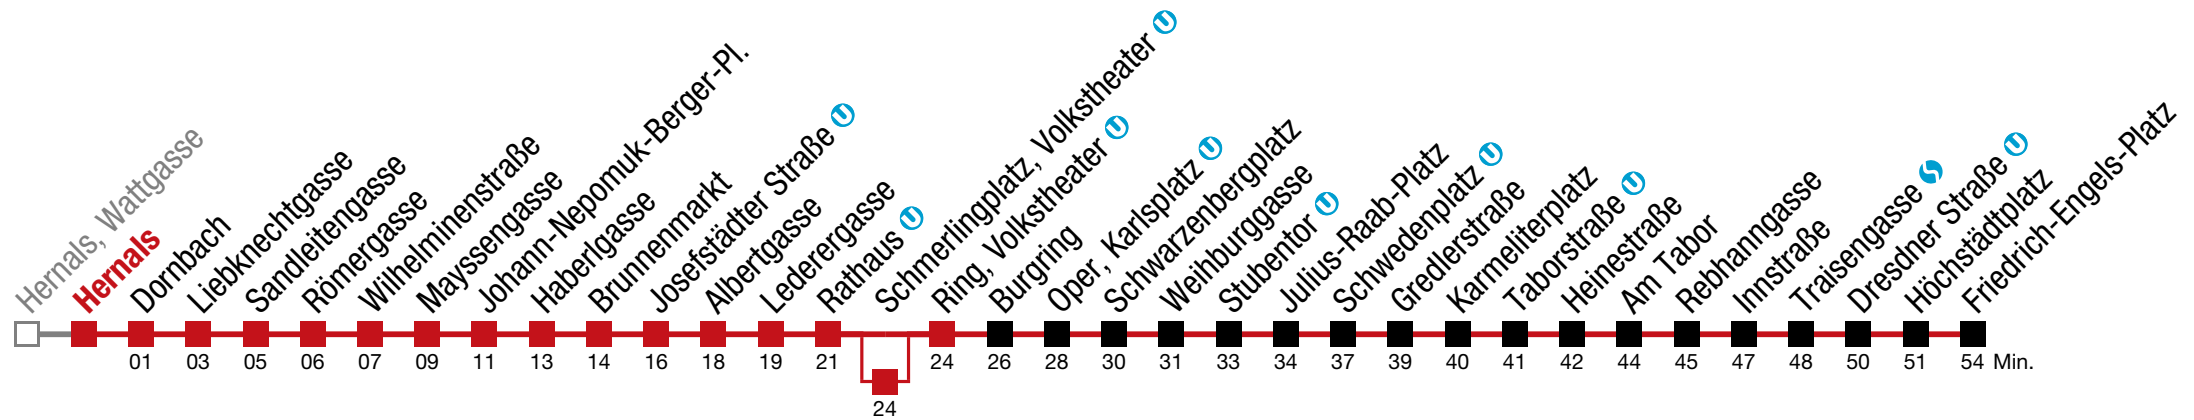 Hernals, Wattgasse
Hernals
Dornbach
Liebknechtgasse
Sandleitengasse
Römergasse
Wilhelminenstraße
Mayssengasse
Johann-Nepomuk-Berger-Pl.
Haberlgasse
Brunnenmarkt
Josefstädter Straße
Albertgasse
Lederergasse
Rathaus
Schmerlingplatz, Volkstheater
Ring, Volkstheater
Burgring
Oper, Karlsplatz
Schwarzenbergplatz
Weihburggasse
Stubentor
Julius-Raab-Platz
Schwedenplatz
Gredlerstraße
Karmeliterplatz
Taborstraße
Heinestraße
Am Tabor
Rebhanngasse
Innstraße
Traisengasse
Dresdner Straße
Höchstädtplatz
Friedrich-Engels-Platz
01 03 05 06 07 09 11 13 14 16 18 19 21 24 26 28 30 31 33 34 37 39 40 41 42 44 45 47 48 50 51 54 Min.
24